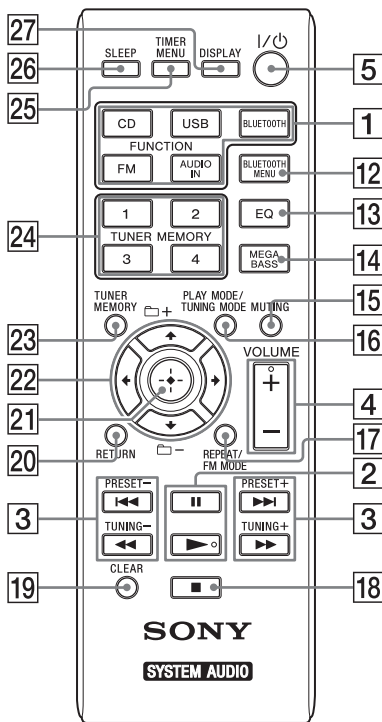 27
SLEEP
TIMER
MENU
DISPLAY
I/
26
5
25
CD
USB
BLUETOOTH
1
FUNCTION
FM
AUDIO
IN
BLUETOOTH
MENU
12
1
2
EQ
13
24
TUNER MEMORY
3
4
MEGA
BASS
14
TUNER
MEMORY
PLAY MODE/
TUNING MODE
MUTING
15
+
23
16
VOLUME
22
+
4
21
–
17
20
RETURN
–
REPEAT/
FM MODE
2
PRESET–
PRESET+
3
3
TUNING–
TUNING+
CLEAR
19
18
SONY
SYSTEM AUDIO